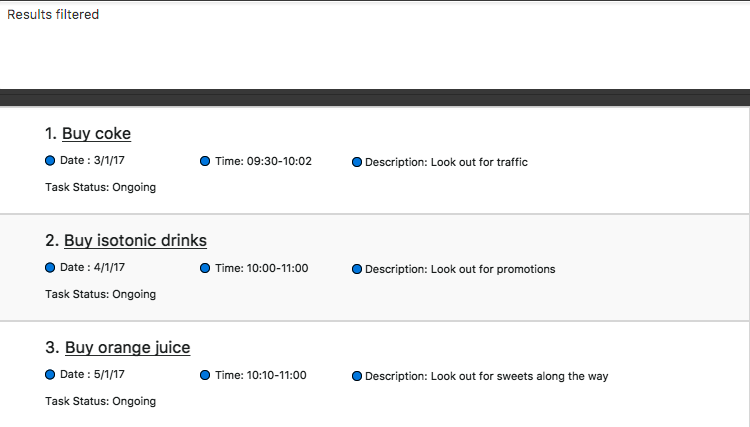 Results filtered
1. Buy coke
Date : 3/1/17 Time: 09:30-10:02 Description: Look out for traffic
Task Status: Ongoing
2. Buy isotonic drinks
Date : 4/1/17 Time: 10:00-11:00 Description: Look out for promotions
Task Status: Ongoing
3. Buy orange juice
Date : 5/1/17 Time: 10:10-11:00 Description: Look out for sweets along the way
Task Status: Ongoing